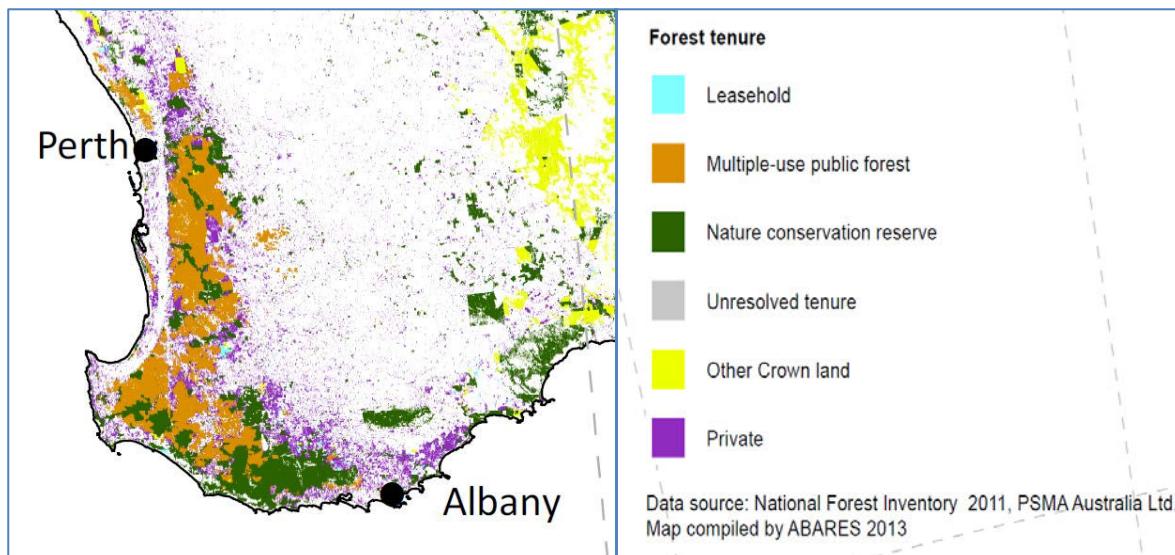 Perth
Albany
Forest tenure
Leasehold
Multiple-use public forest
Nature conservation reserve
Unresolved tenure
Other Crown land
Private
Data source: National Forest Inventory 2011, PSMA Australia Ltd
Map compiled by ABARES 2013